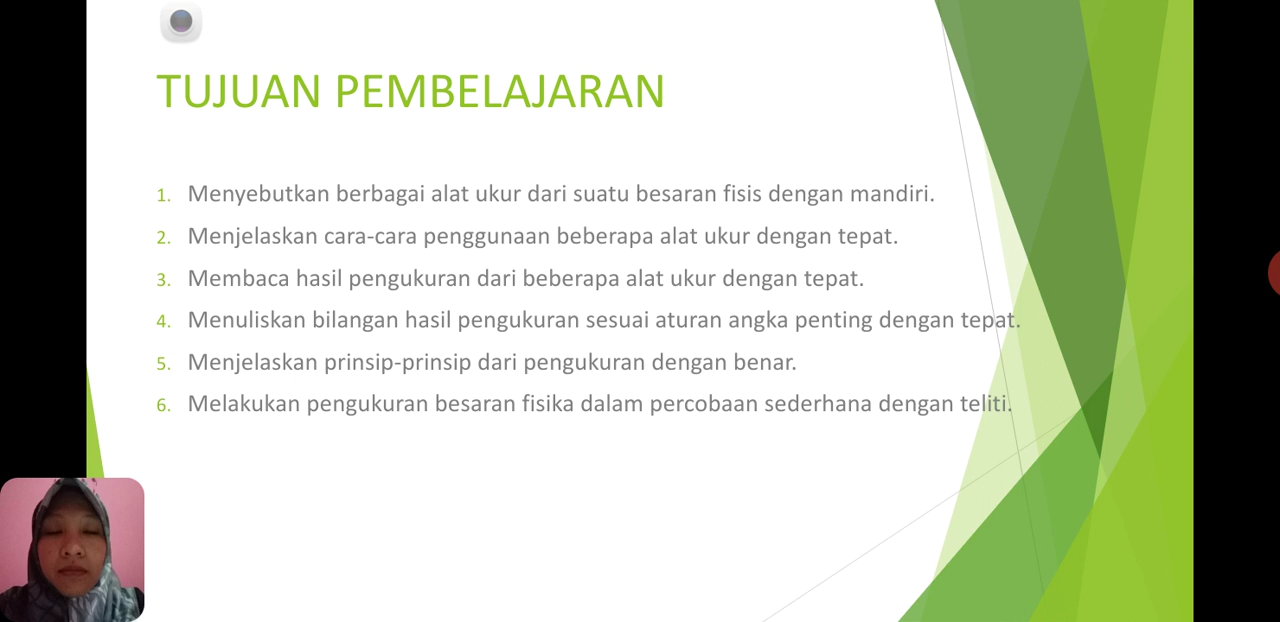 TUJUAN PEMBELAJARAN
1. Menyebutkan berbagai alat ukur dari suatu besaran fisis dengan mandiri.
2. Menjelaskan cara-cara penggunaan beberapa alat ukur dengan tepat.
3. Membaca hasil pengukuran dari beberapa alat ukur dengan tepat.
4. Menuliskan bilangan hasil pengukuran sesuai aturan angka penting dengan tepat.
5. Menjelaskan prinsip-prinsip dari pengukuran dengan benar.
6. Melakukan pengukuran besaran fisika dalam percobaan sederhana dengan teliti.